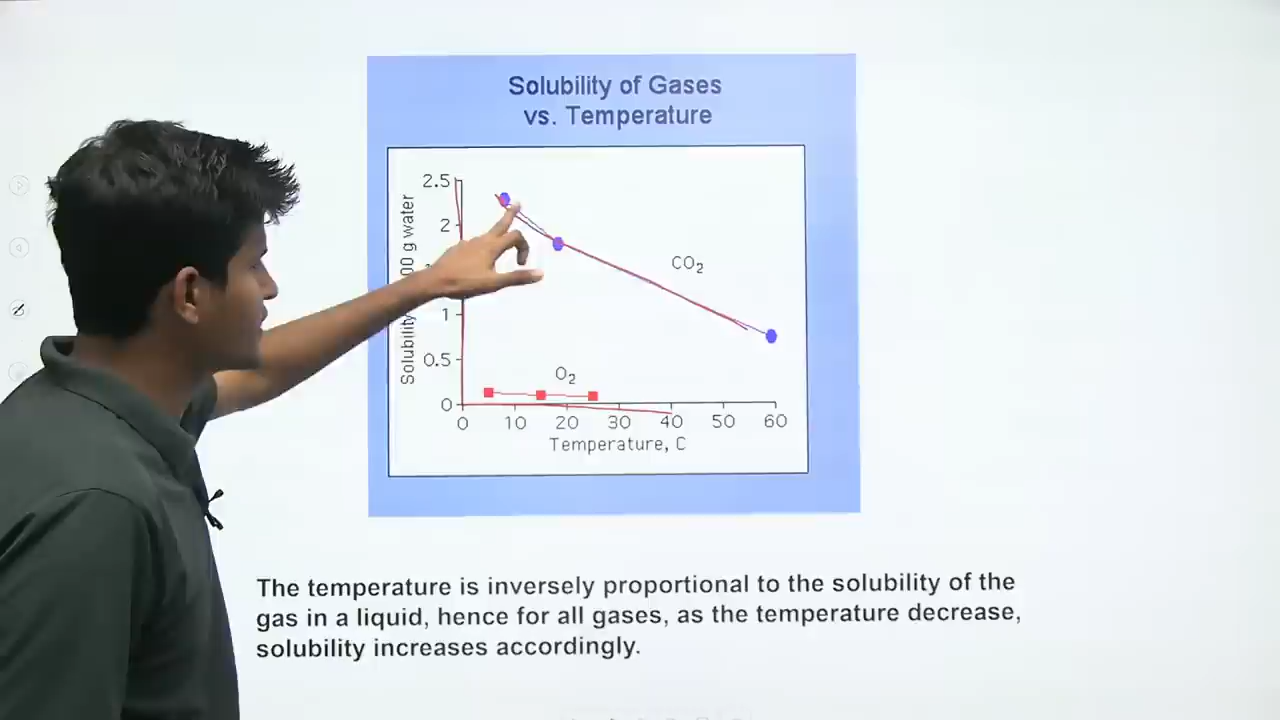 Solubility of Gases
vs. Temperature
2.5
2
1
0.5
0
Solubility
00 g water
CO₂
O₂
0 10 20 30 40 50 60
Temperature, C
The temperature is inversely proportional to the solubility of the
gas in a liquid, hence for all gases, as the temperature decrease,
solubility increases accordingly.